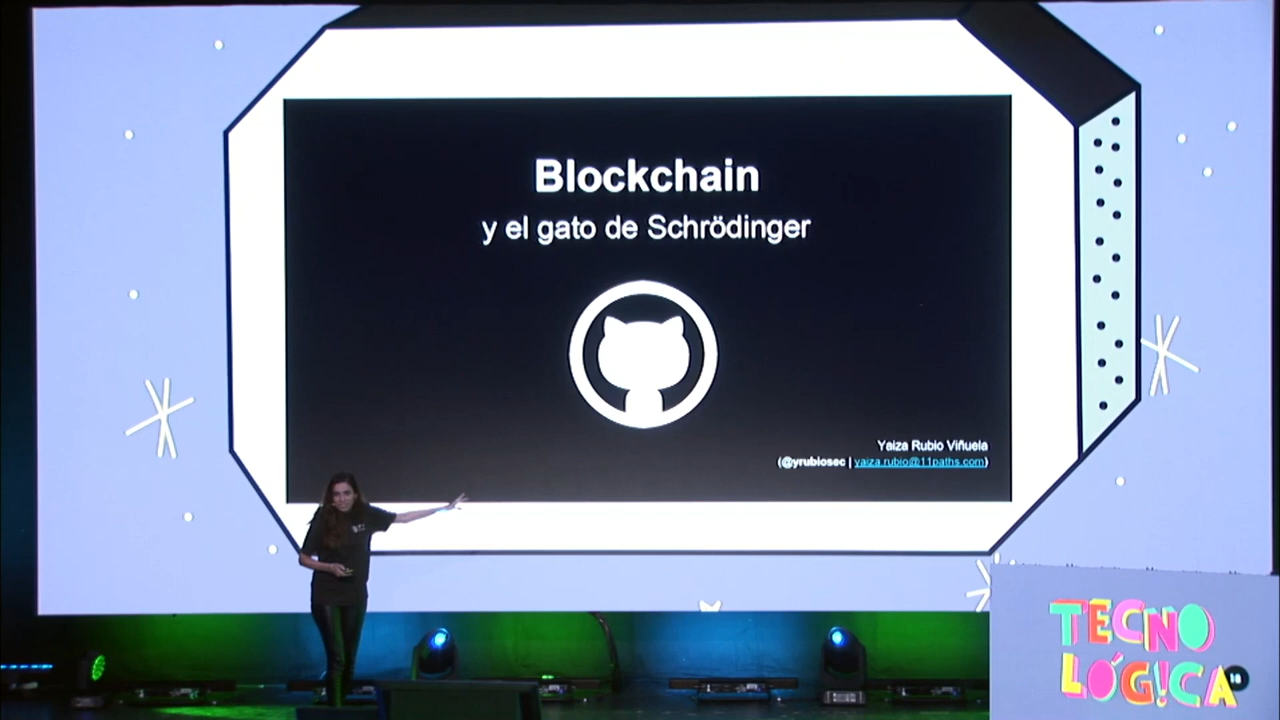 Blockchain
y el gato de Schrödinger
Yaiza Rubio Viñuela
(@yrubiosec | yaiza.rubio@11paths.com)
TECNO
LÓG!CA